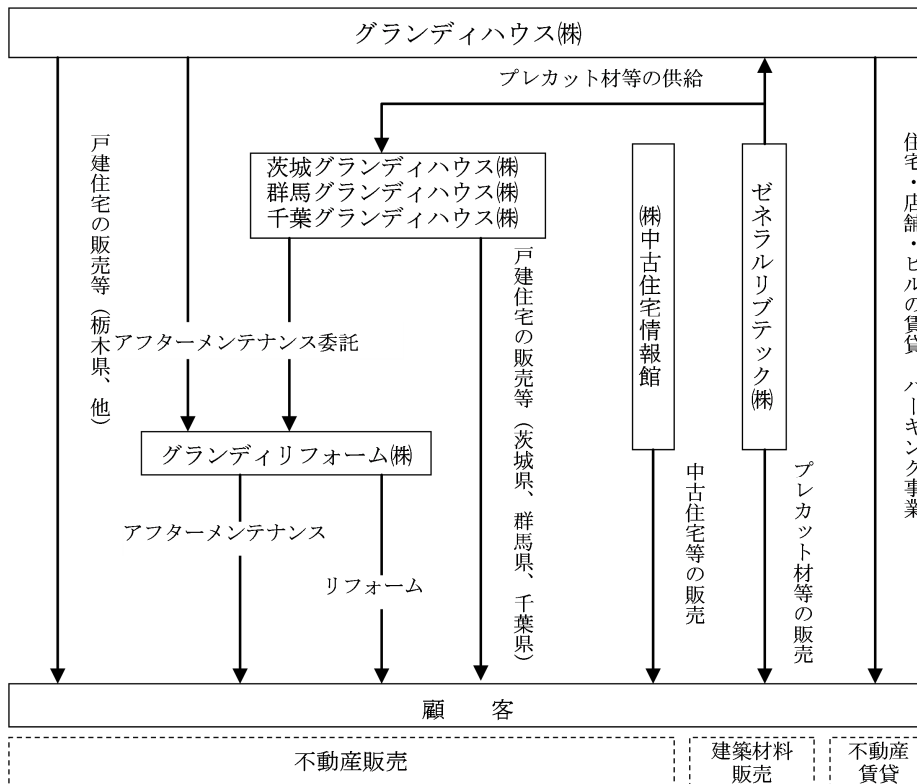 グランディハウス㈱
プレカット材等の供給
戸建住宅の販売等（栃木県、他）
茨城グランディハウス㈱
群馬グランディハウス㈱
千葉グランディハウス㈱
㈱中古住宅情報館
ゼネラルリブテック㈱
住宅・店舗・ビルの賃貸　パーキング事業
アフターメンテナンス委託
戸建住宅の販売等（茨城県、群馬県、千葉県）
グランディリフォーム㈱
アフターメンテナンス
リフォーム
中古住宅等の販売
プレカット材等の販売
顧　客
不動産販売
建築材料
販売
不動産
賃貸